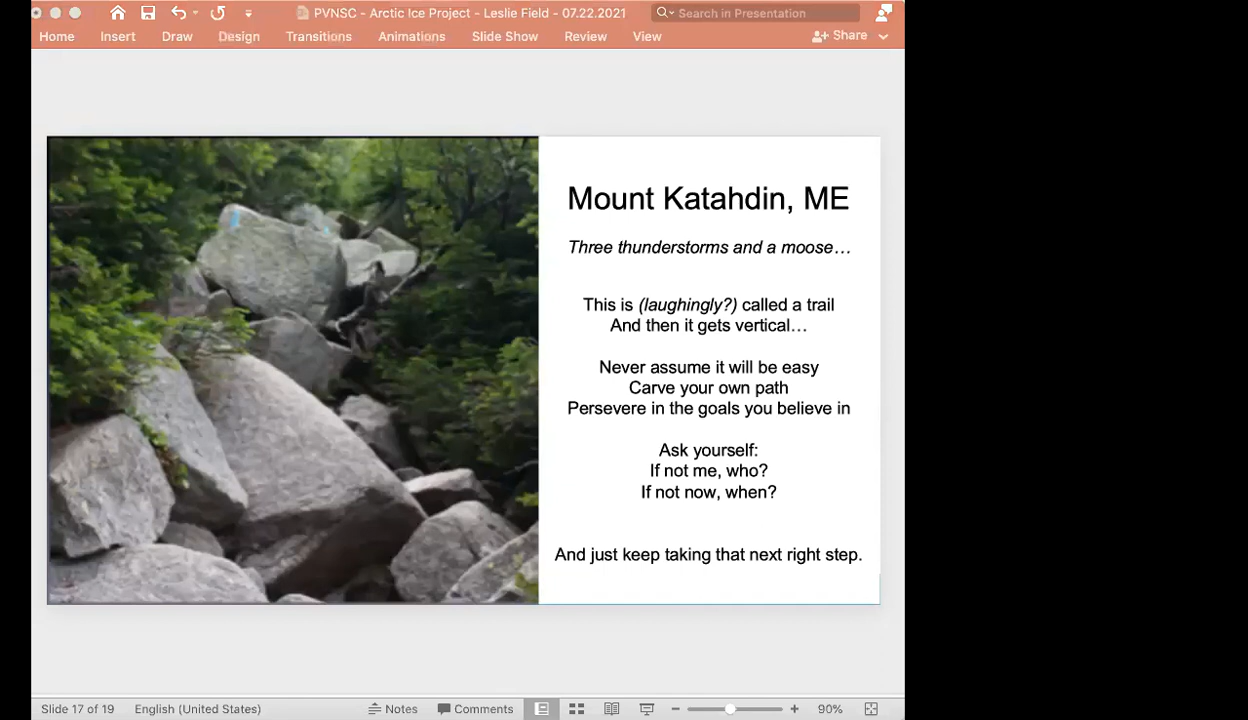 PVNSC - Arctic Ice Project - Leslie Field - 07.22.2021
Search in Presentation
Home Insert Draw Design Transitions Animations Slide Show Review View Share
Mount Katahdin, ME
Three thunderstorms and a moose…
This is (laughingly?) called a trail
And then it gets vertical…
Never assume it will be easy
Carve your own path
Persevere in the goals you believe in
Ask yourself:
If not me, who?
If not now, when?
And just keep taking that next right step.
Slide 17 of 19 English (United States) Notes Comments 90%